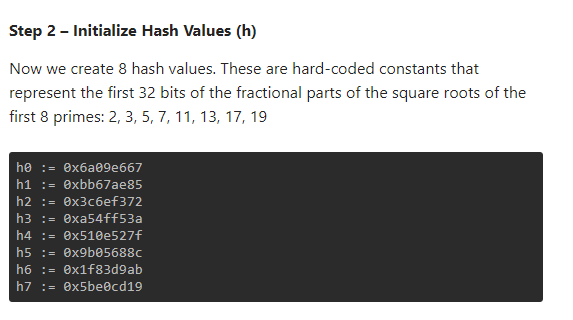 Step 2 – Initialize Hash Values (h)
Now we create 8 hash values. These are hard-coded constants that
represent the first 32 bits of the fractional parts of the square roots of the
first 8 primes: 2, 3, 5, 7, 11, 13, 17, 19
h0 := 0x6a09e667
h1 := 0xbb67ae85
h2 := 0x3c6ef372
h3 := 0xa54ff53a
h4 := 0x510e527f
h5 := 0x9b05688c
h6 := 0x1f83d9ab
h7 := 0x5be0cd19